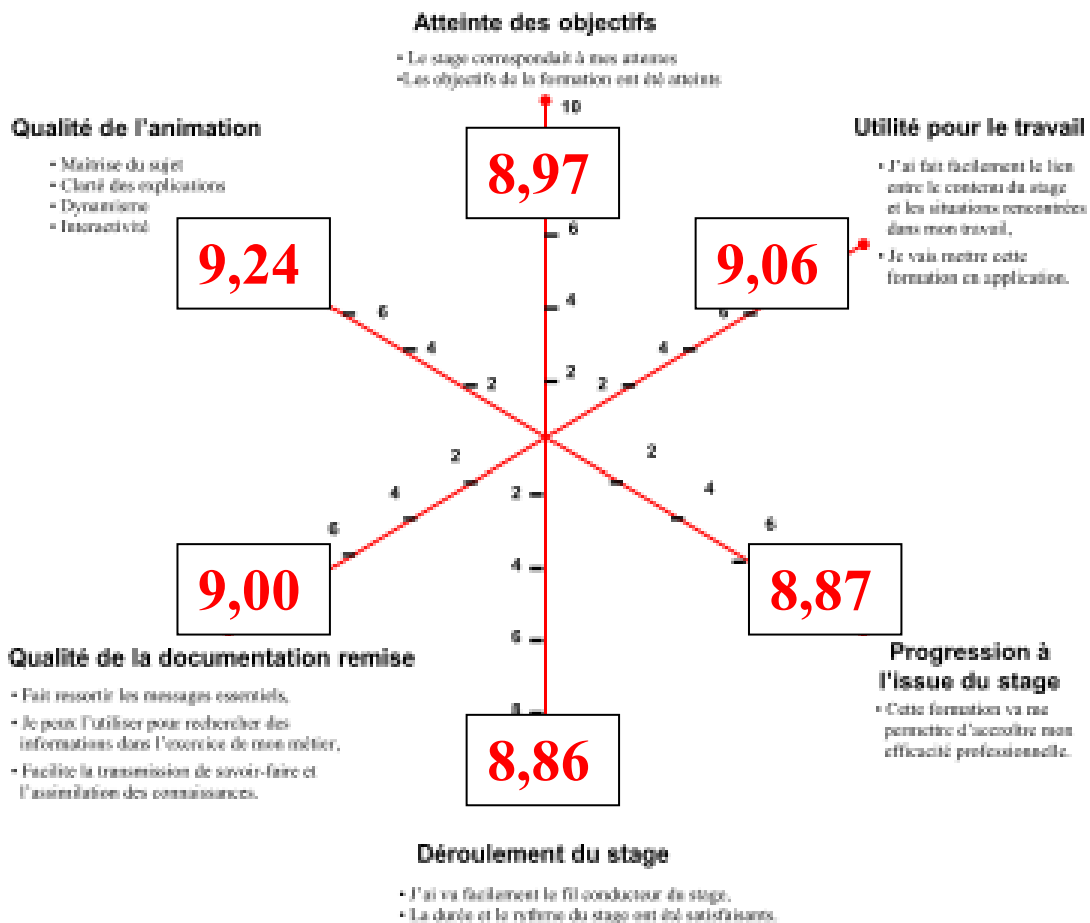 Atteinte des objectifs
• Le stage correspondait à mes attentes
•Les objectifs de la formation ont été atteints
10
8,97
6
4
2
Qualité de l'animation
• Maîtrise du sujet
• Clarté des explications
• Dynamisme
• Interactivité
9,24
6
4
2
Utilité pour le travail
• J'ai fait facilement le lien
entre le contenu du stage
et les situations rencontrées
dans mon travail.
• Je vais mettre cette
formation en application.
9,06
6
4
2
2
4
6
9,00
Qualité de la documentation remise
• Fait ressortir les messages essentiels.
• Je peux l'utiliser pour rechercher des
informations dans l'exercice de mon métier.
• Facilite la transmission de savoir-faire et
l'assimilation des connaissances.
2
4
6
8
8,86
2
4
6
8,87
Progression à
l'issue du stage
• Cette formation va me
permettre d'accroître mon
efficacité professionnelle.
Déroulement du stage
• J'ai vu facilement le fil conducteur du stage.
• La durée et le rythme du stage ont été satisfaisants.